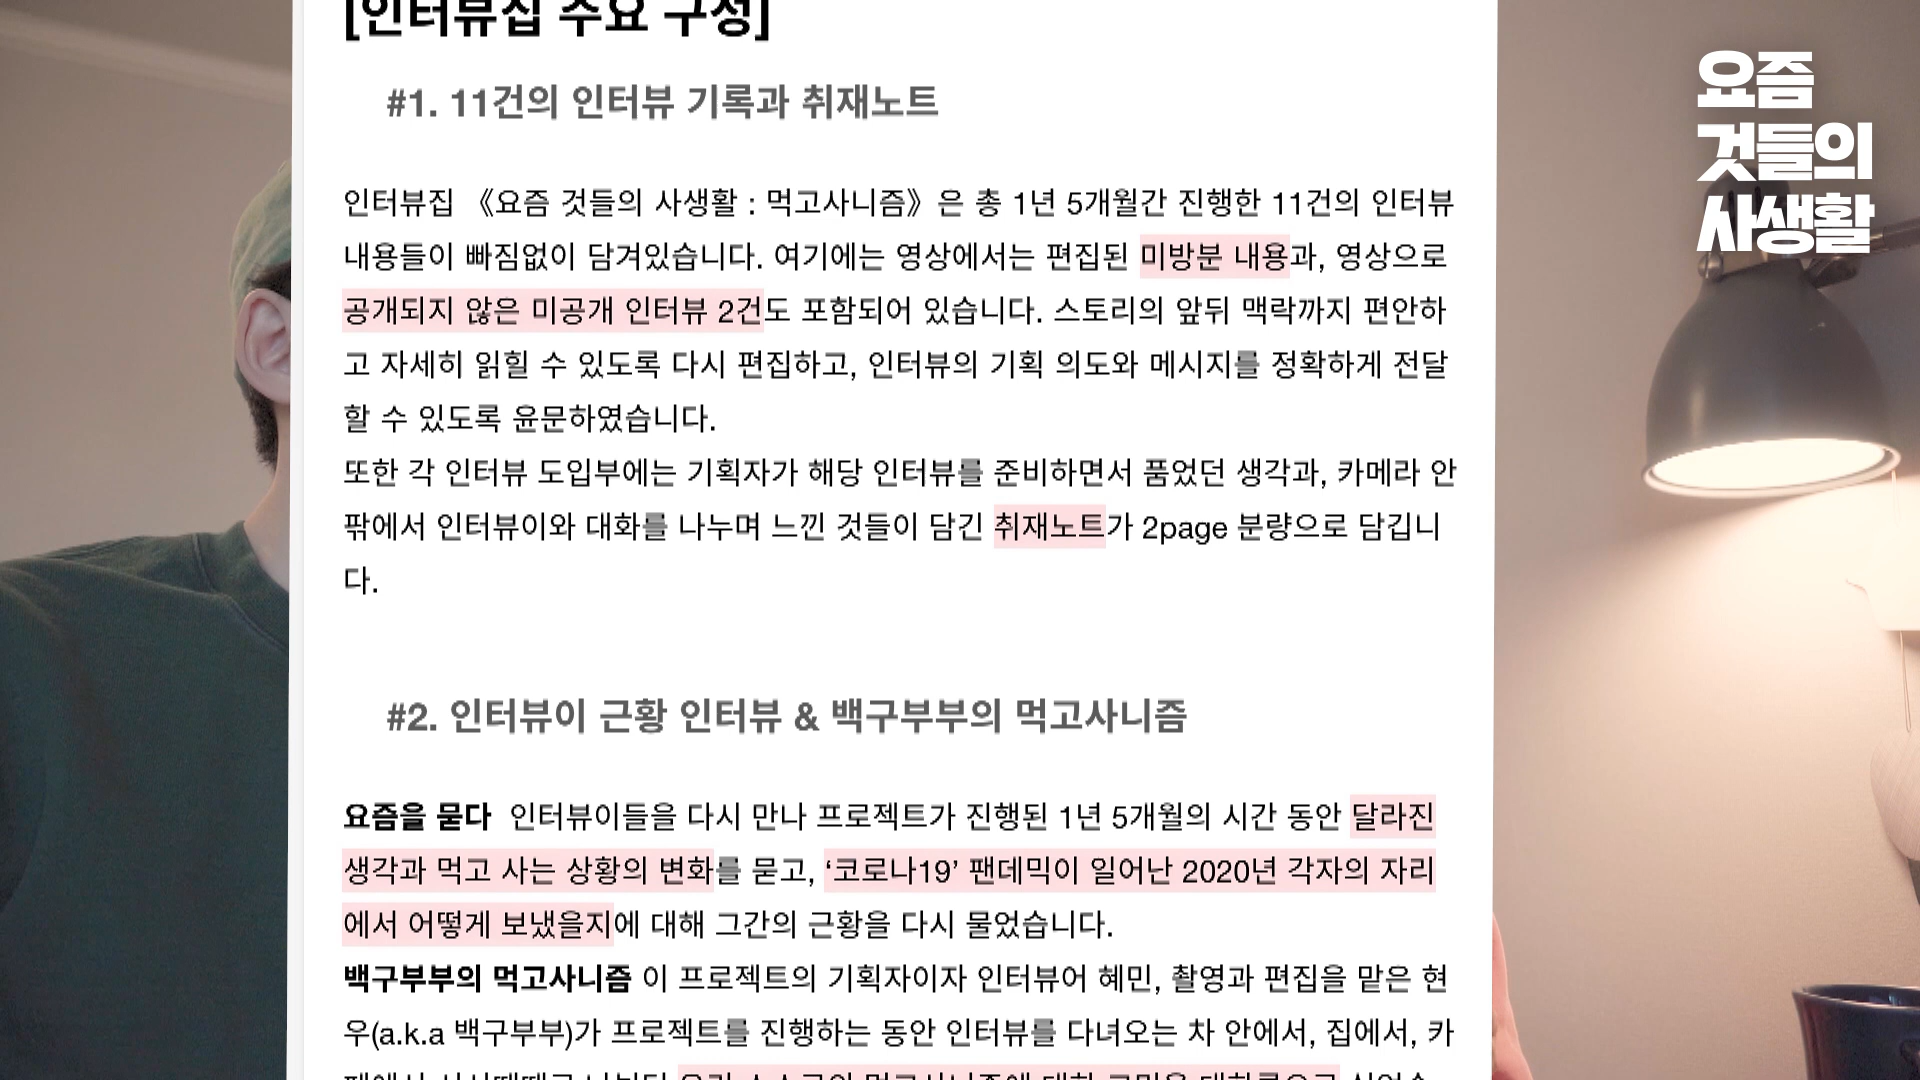 [인터뷰집 주요 구성]
#1. 11건의 인터뷰 기록과 취재노트
인터뷰집 《요즘 것들의 사생활 : 먹고사니즘》은 총 1년 5개월간 진행한 11건의 인터뷰
내용들이 빠짐없이 담겨있습니다. 여기에는 영상에서는 편집된 미방분 내용과, 영상으로
공개되지 않은 미공개 인터뷰 2건도 포함되어 있습니다. 스토리의 앞뒤 맥락까지 편안하
고 자세히 읽힐 수 있도록 다시 편집하고, 인터뷰의 기획 의도와 메시지를 정확하게 전달
할 수 있도록 윤문하였습니다.
또한 각 인터뷰 도입부에는 기획자가 해당 인터뷰를 준비하면서 품었던 생각과, 카메라 안
팎에서 인터뷰이와 대화를 나누며 느낀 것들이 담긴 취재노트가 2page 분량으로 담깁니
다.
#2. 인터뷰이 근황 인터뷰 & 백구부부의 먹고사니즘
요즘을 묻다 인터뷰이들을 다시 만나 프로젝트가 진행된 1년 5개월의 시간 동안 달라진
생각과 먹고 사는 상황의 변화를 묻고, ‘코로나19’ 팬데믹이 일어난 2020년 각자의 자리
에서 어떻게 보냈을지에 대해 그간의 근황을 다시 물었습니다.
백구부부의 먹고사니즘 이 프로젝트의 기획자이자 인터뷰어 혜민, 촬영과 편집을 맡은 현
우(a.k.a 백구부부)가 프로젝트를 진행하는 동안 인터뷰를 다녀오는 차 안에서, 집에서, 카
요즘
것들의
사생활